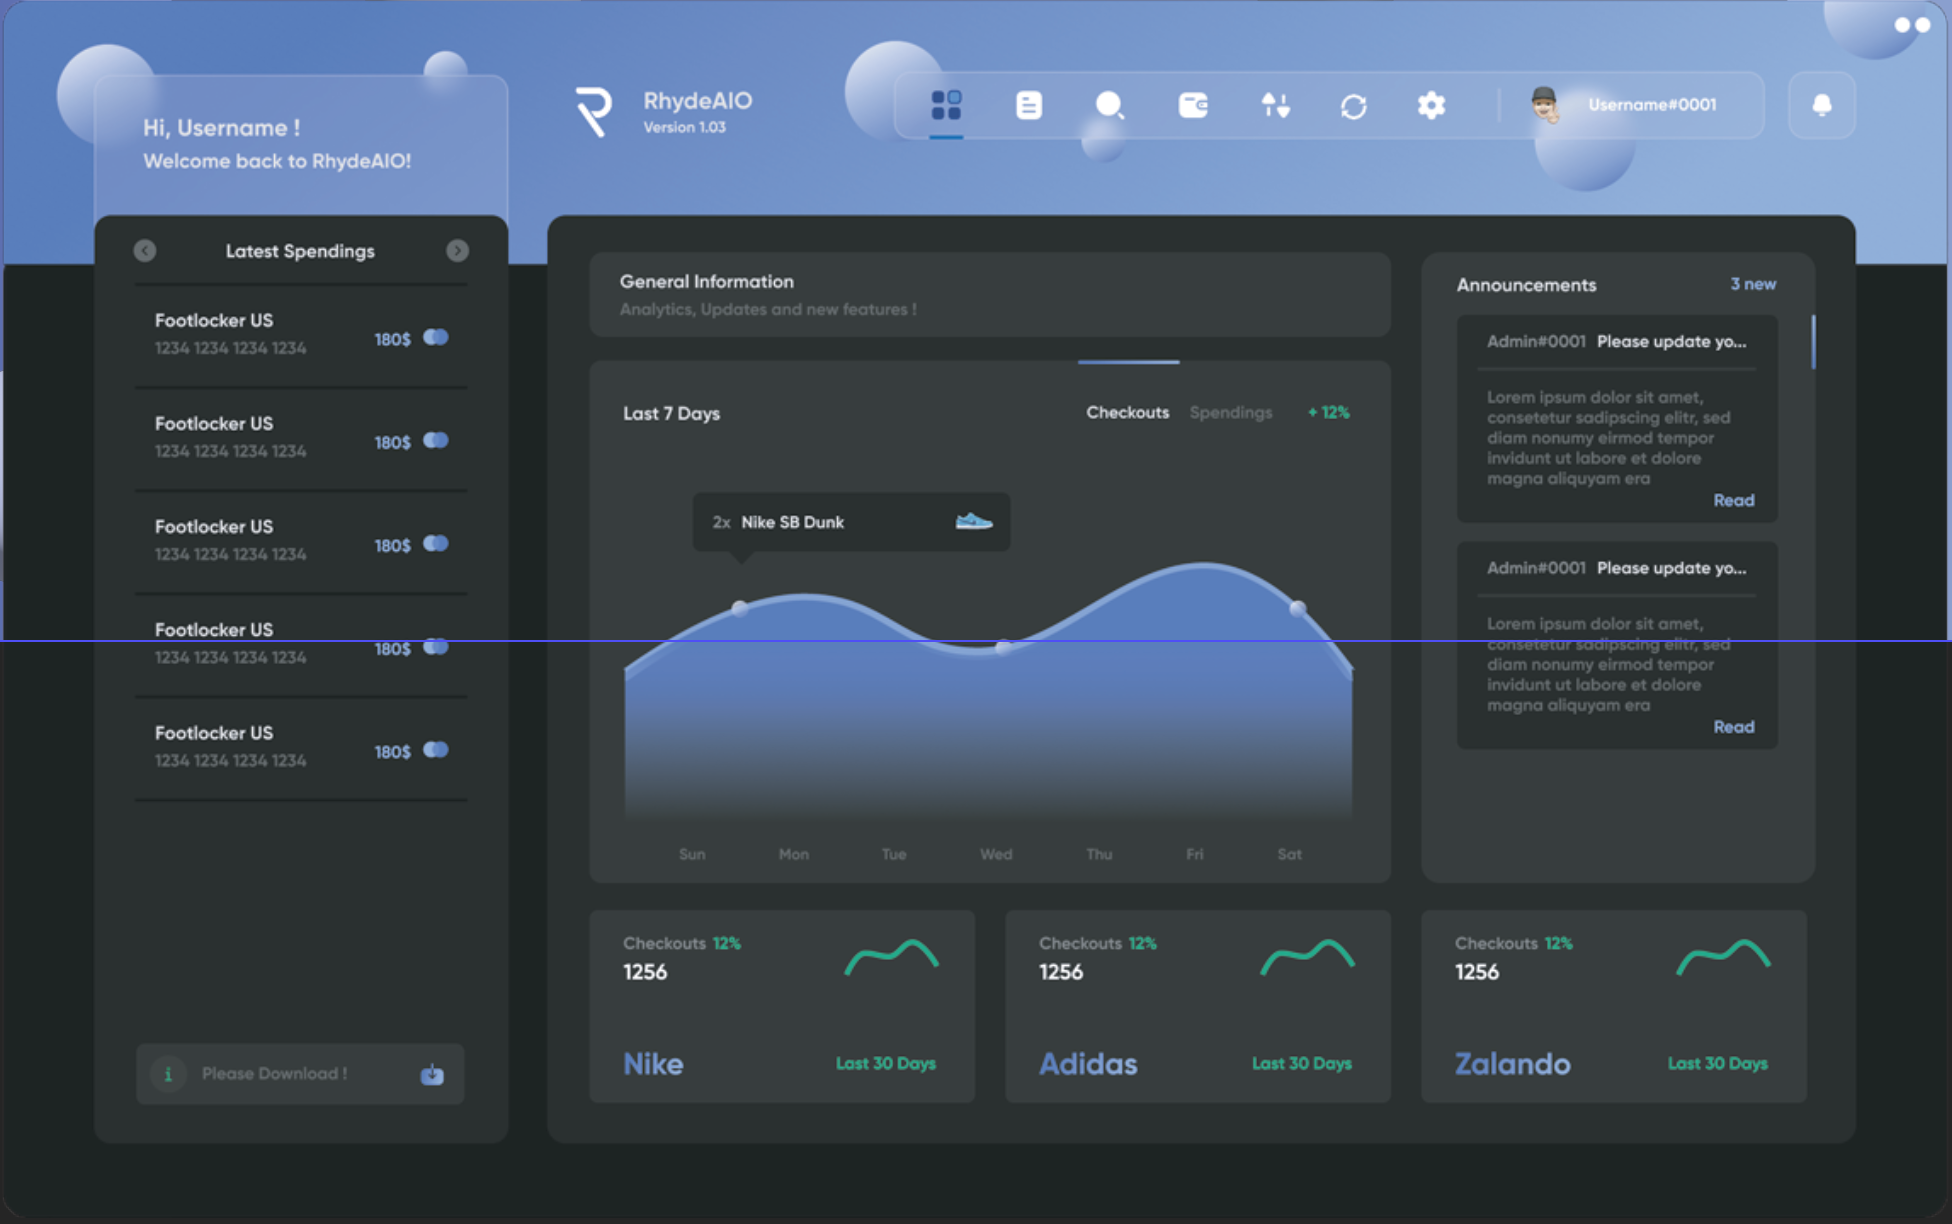 Hi, Username !
Welcome back to RhydeAIO!
RhydeAIO
Version 1.03
Username#0001
Latest Spendings
Footlocker US
1234 1234 1234 1234
180$
Footlocker US
1234 1234 1234 1234
180$
Footlocker US
1234 1234 1234 1234
180$
Footlocker US
1234 1234 1234 1234
180$
Footlocker US
1234 1234 1234 1234
180$
i Please Download !
General Information
Analytics, Updates and new features !
Last 7 Days
Checkouts Spendings + 12%
2x Nike SB Dunk
Sun Mon Tue Wed Thu Fri Sat
Announcements 3 new
Admin#0001 Please update yo...
Lorem ipsum dolor sit amet,
consetetur sadipscing elitr, sed
diam nonumy eirmod tempor
invidunt ut labore et dolore
magna aliquyam era
Read
Admin#0001 Please update yo...
Lorem ipsum dolor sit amet,
consetetur sadipscing elitr, sed
diam nonumy eirmod tempor
invidunt ut labore et dolore
magna aliquyam era
Read
Checkouts 12%
1256
Nike
Last 30 Days
Checkouts 12%
1256
Adidas
Last 30 Days
Checkouts 12%
1256
Zalando
Last 30 Days